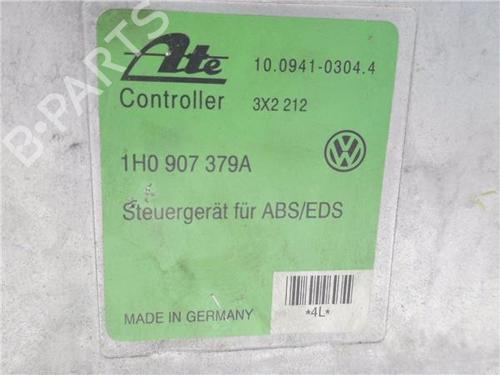 Ate
10.0941-0304.4
Controller
3X2 212
1H0 907 379A
Steuergerät für ABS/EDS
MADE IN GERMANY
*4L*
B-PARTS